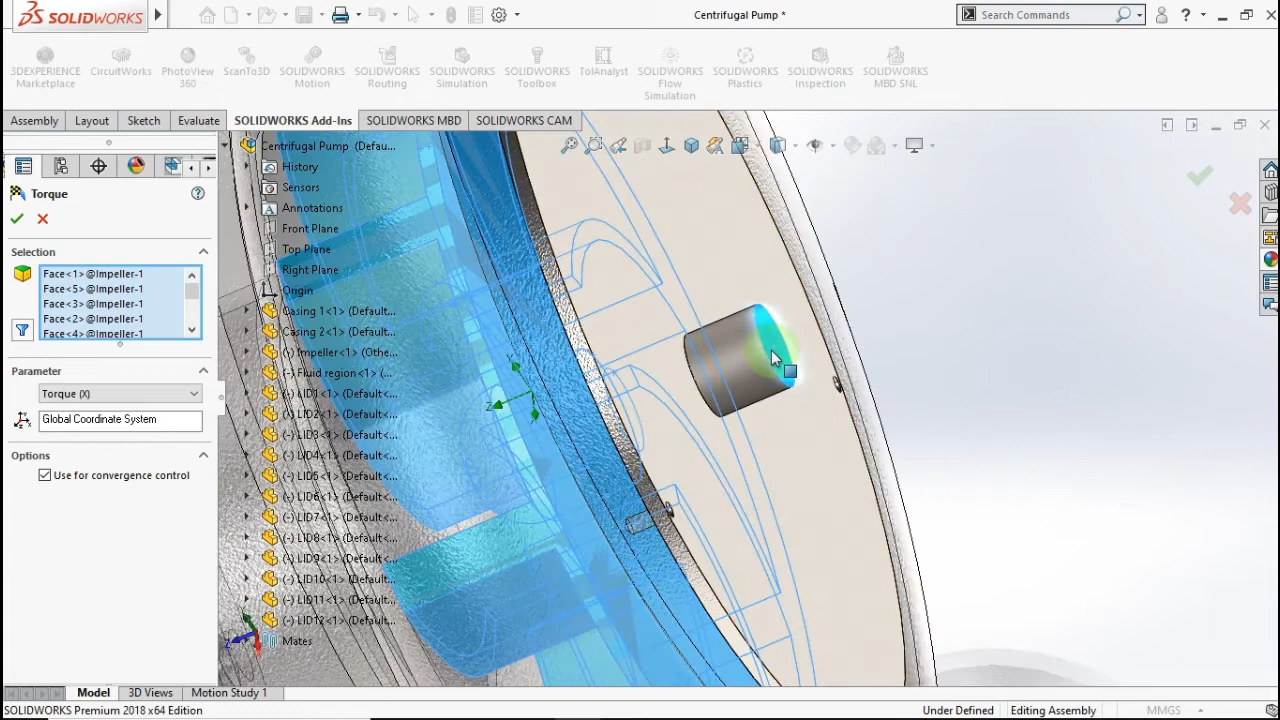 SOLIDWORKS
Centrifugal Pump *
Search Commands
?
3DEXPERIENCE Marketplace
CircuitWorks
PhotoView 360
ScanTo3D
SOLIDWORKS Motion
SOLIDWORKS Routing
SOLIDWORKS Simulation
SOLIDWORKS Toolbox
TolAnalyst
SOLIDWORKS Flow Simulation
SOLIDWORKS Plastics
SOLIDWORKS Inspection
SOLIDWORKS MBD SNL
Assembly
Layout
Sketch
Evaluate
SOLIDWORKS Add-Ins
SOLIDWORKS MBD
SOLIDWORKS CAM
Torque
Selection
Face<1>@Impeller-1
Face<5>@Impeller-1
Face<3>@Impeller-1
Face<2>@Impeller-1
Face<4>@Impeller-1
Parameter
Torque (X)
Global Coordinate System
Options
Use for convergence control
Centrifugal Pump (Defau...
History
Sensors
Annotations
Front Plane
Top Plane
Right Plane
Origin
Casing 1<1> (Default...
Casing 2<1> (Default...
(-) Impeller<1> (Othe...
(-) Fluid region<1> (...
(-) LID1<1> (Default<...
(-) LID2<1> (Default<...
(-) LID3<1> (Default<...
(-) LID4<1> (Default<...
(-) LID5<1> (Default<...
(-) LID6<1> (Default<...
(-) LID7<1> (Default<...
(-) LID8<1> (Default<...
(-) LID9<1> (Default<...
(-) LID10<1> (Default...
(-) LID11<1> (Default...
(-) LID12<1> (Default...
Mates
Z
Z
Model
3D Views
Motion Study 1
SOLIDWORKS Premium 2018 x64 Edition
Under Defined
Editing Assembly
MMGS